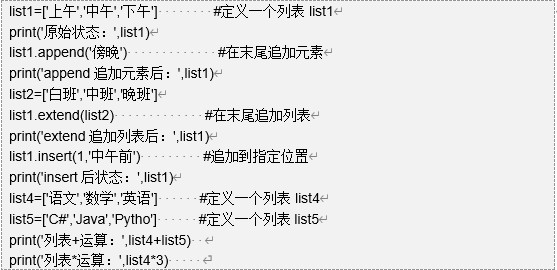 list1=['上午','中午','下午'] #定义一个列表 list1
print('原始状态：',list1)
list1.append('傍晚') #在末尾追加元素
print('append 追加元素后：',list1)
list2=['白班','中班','晚班']
list1.extend(list2) #在末尾追加列表
print('extend 追加列表后：',list1)
list1.insert(1,'中午前') #追加到指定位置
print('insert 后状态：',list1)
list4=['语文','数学','英语'] #定义一个列表 list4
list5=['C#','Java','Pytho'] #定义一个列表 list5
print('列表+运算：',list4+list5)
print('列表*运算：',list4*3)